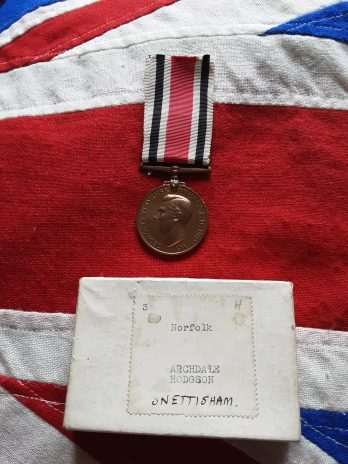 3 H
Norfolk
ARCHDALE
HODGSON
SNETTISHAM.